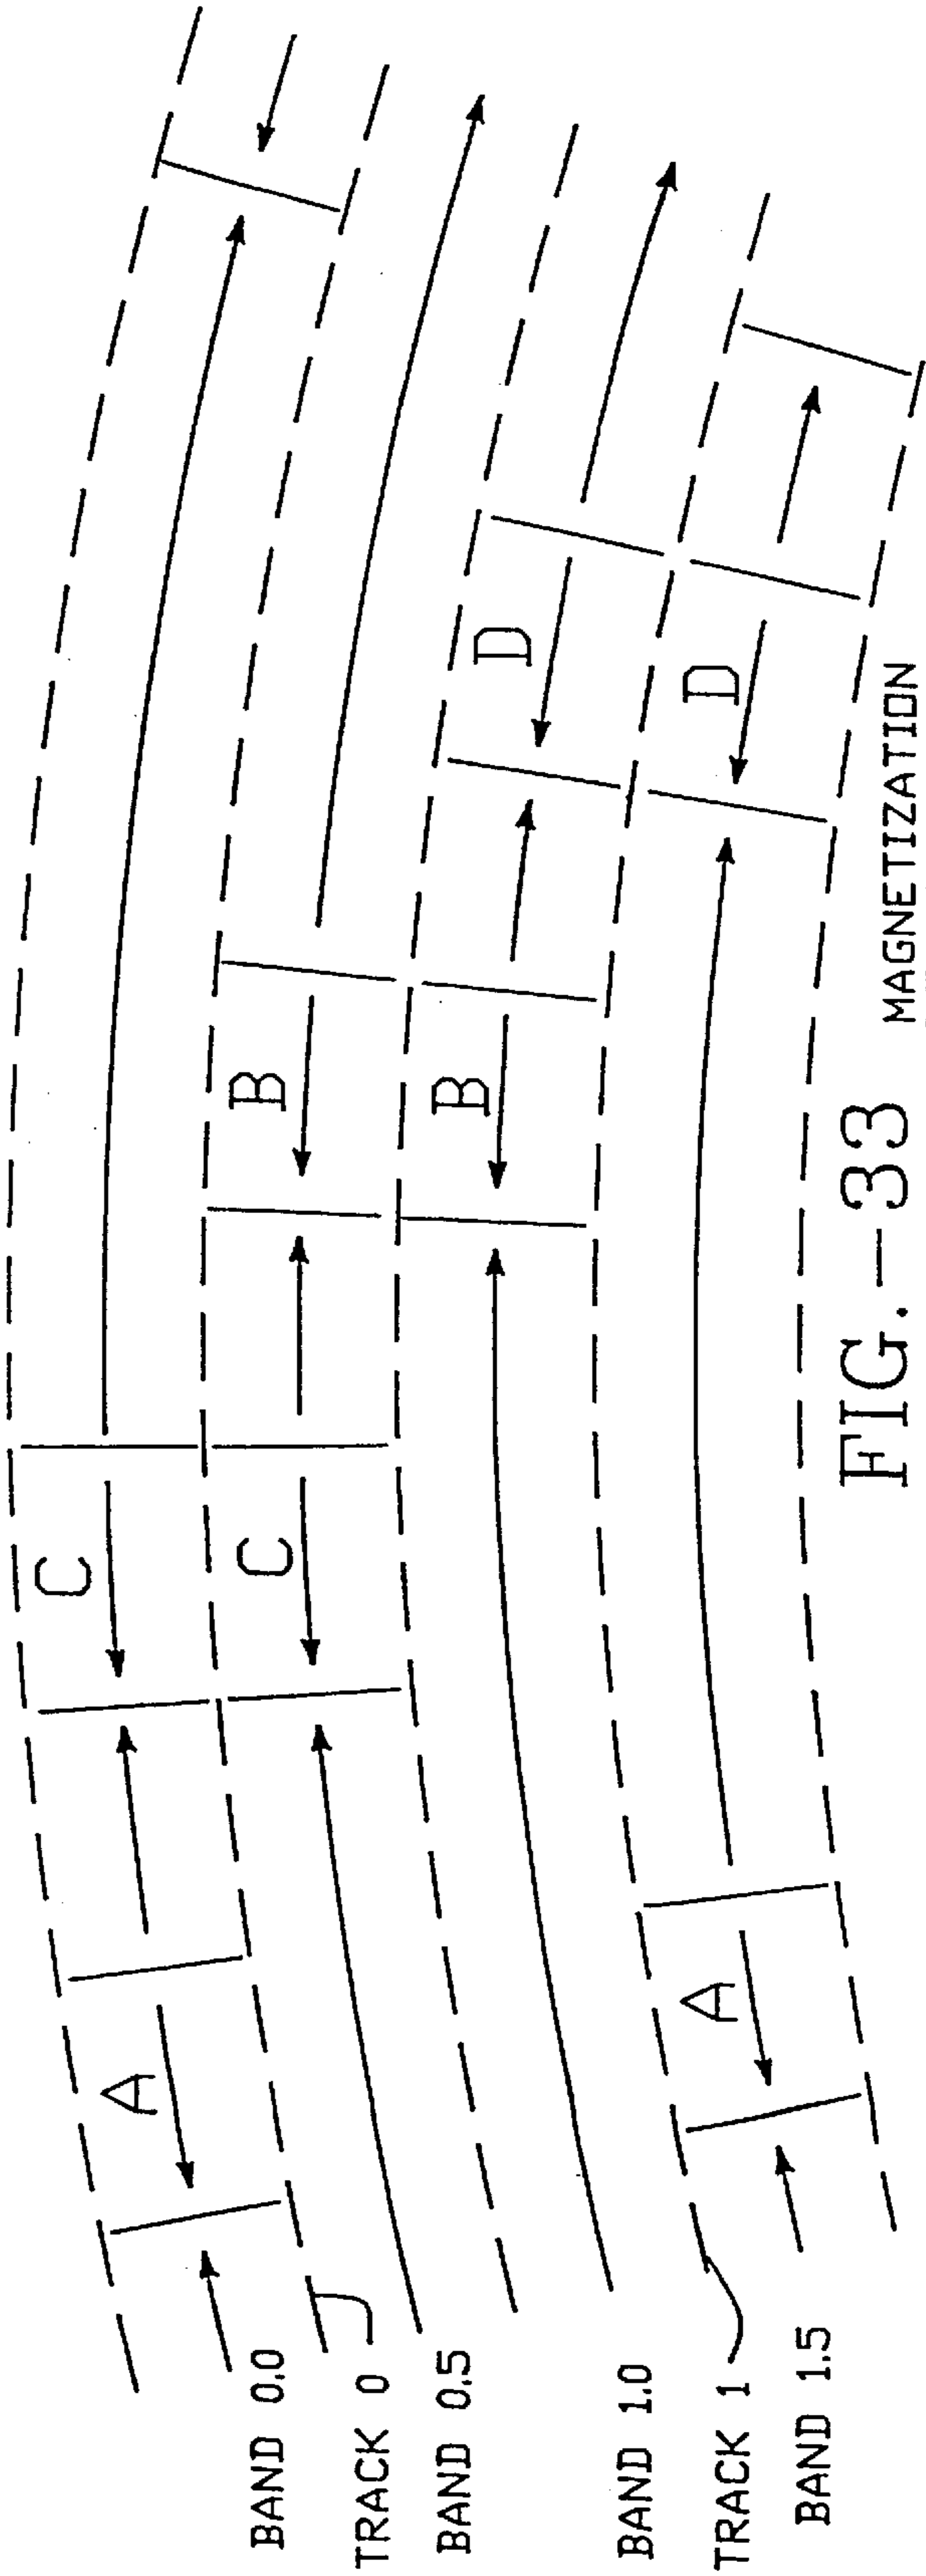 A C
BAND 0.0
C B
TRACK 0
BAND 0.5
B D
BAND 1.0
TRACK 1
A D
BAND 1.5
FIG.-33 MAGNETIZATION